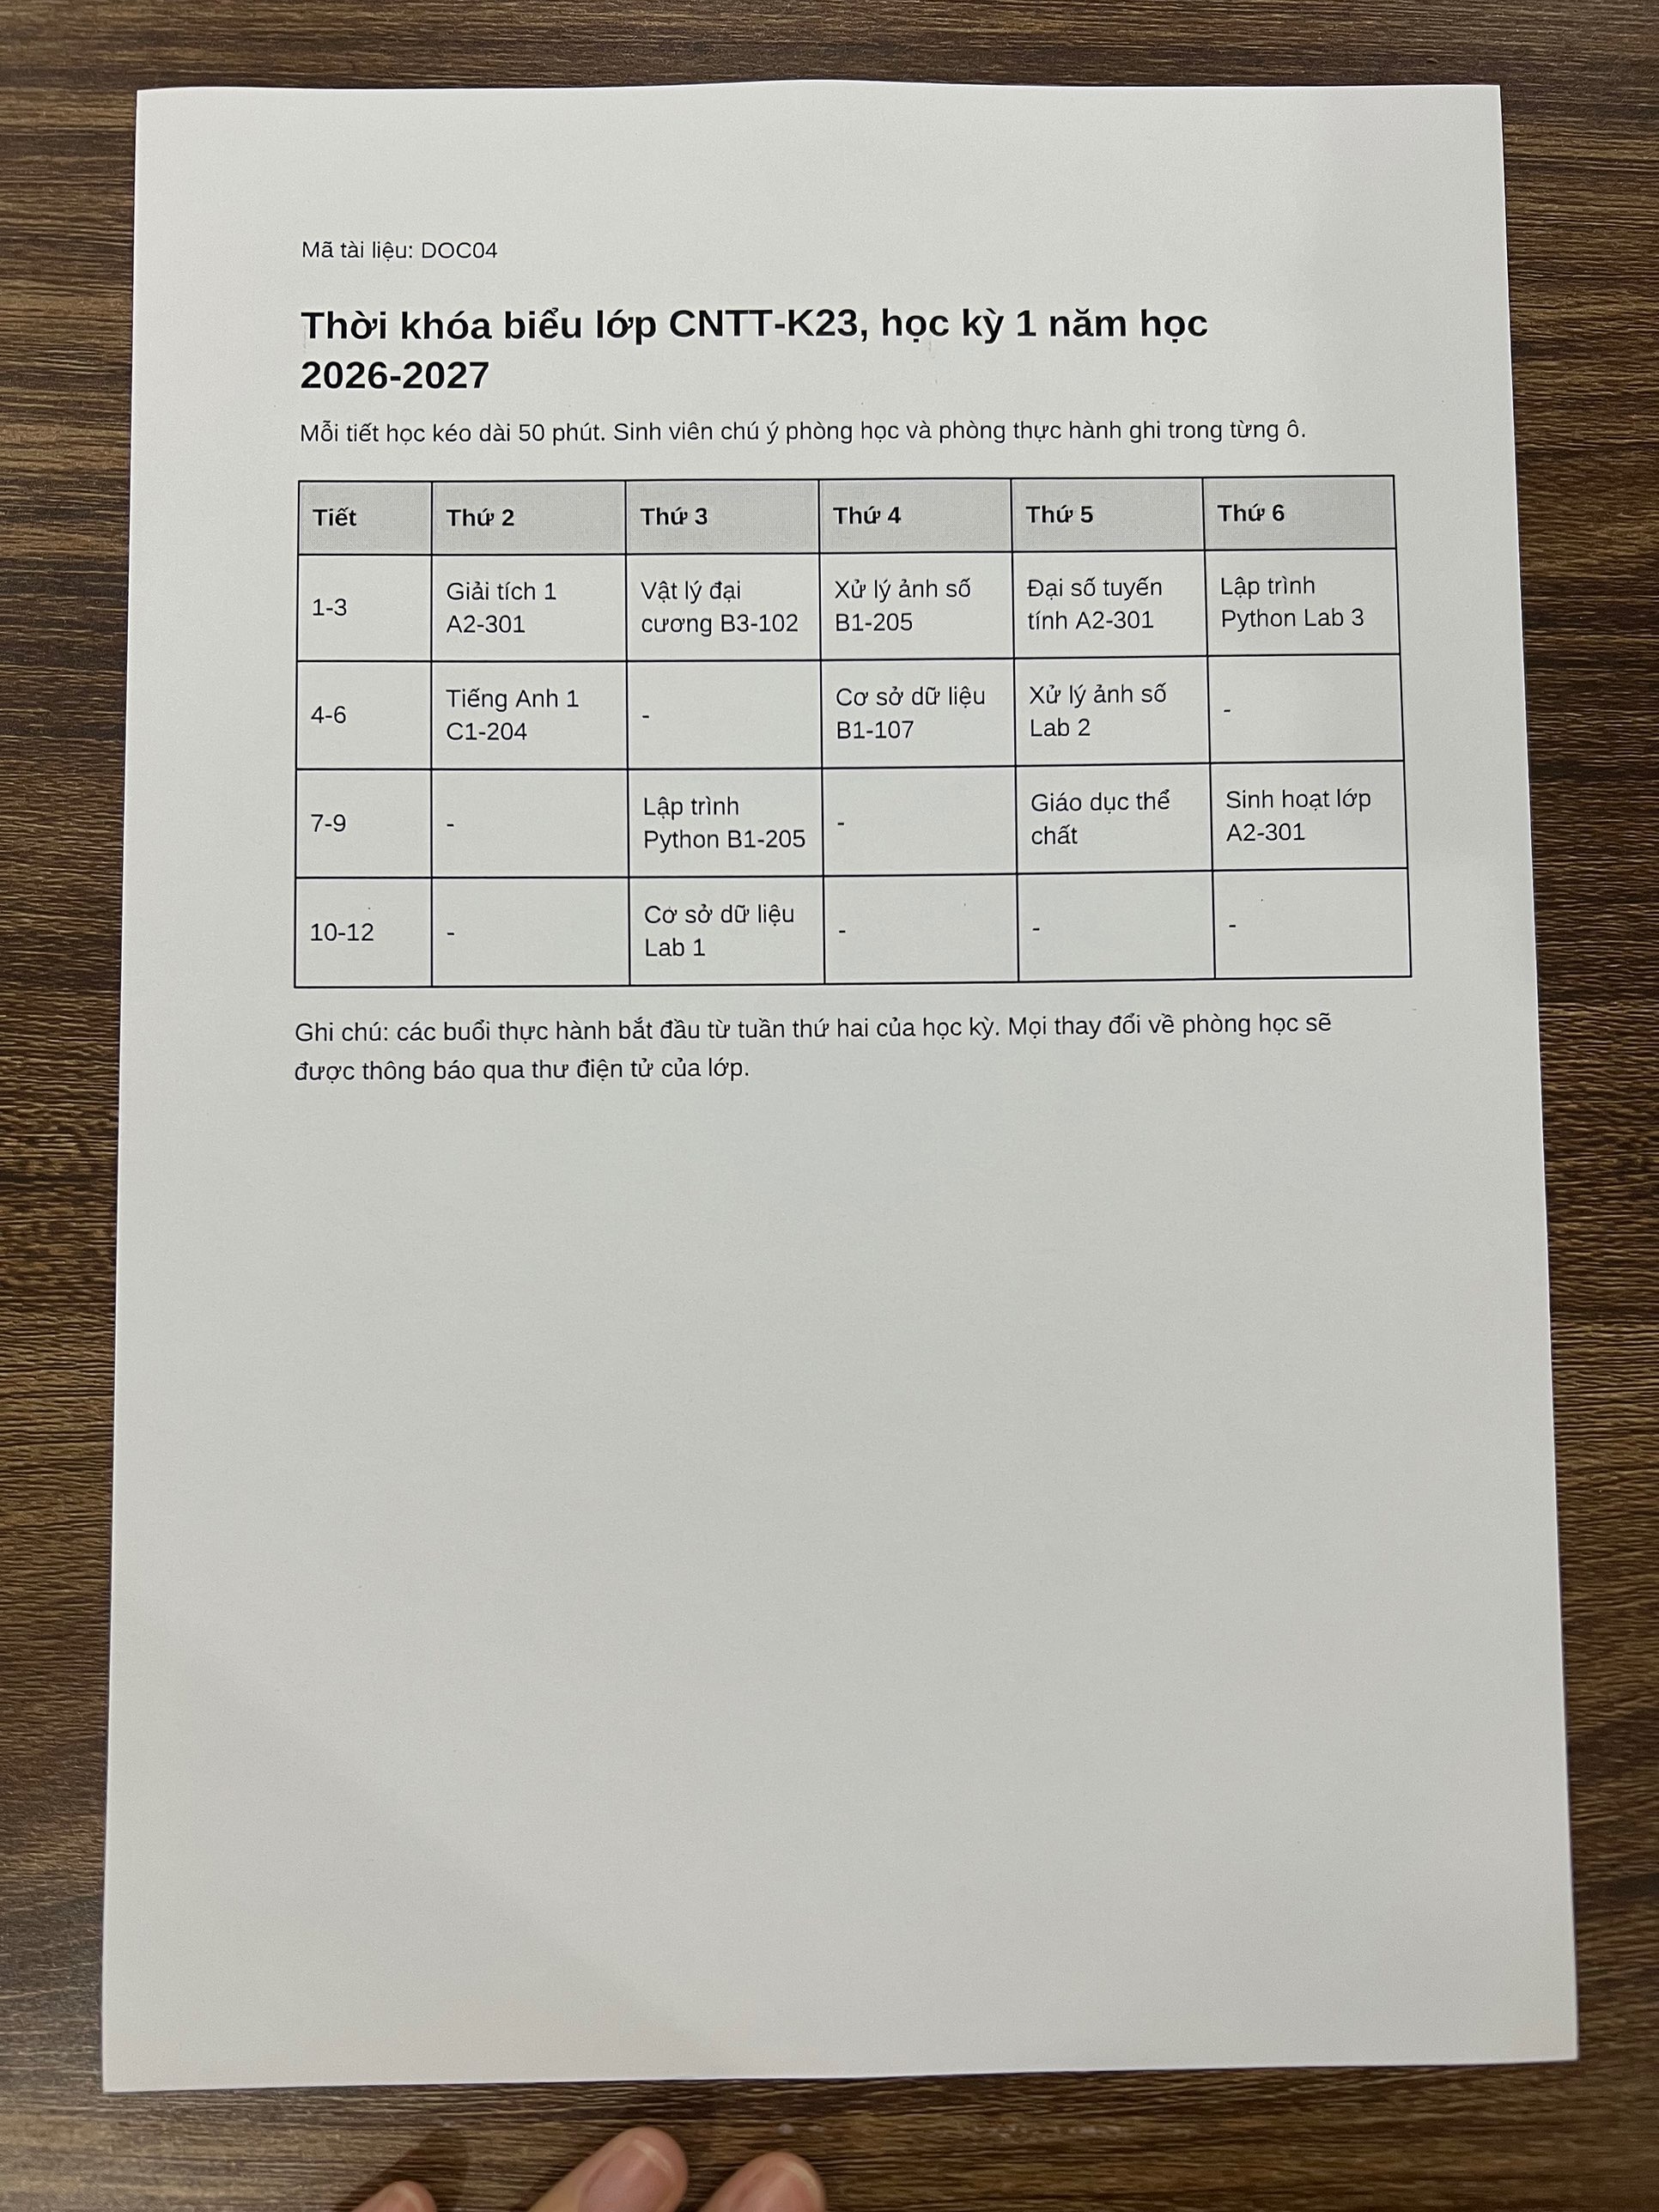 Mã tài liệu: DOC04
Thời khóa biểu lớp CNTT-K23, học kỳ 1 năm học
2026-2027
Mỗi tiết học kéo dài 50 phút. Sinh viên chú ý phòng học và phòng thực hành ghi trong từng ô.
Tiết Thứ 2 Thứ 3 Thứ 4 Thứ 5 Thứ 6
1-3
Giải tích 1
A2-301
Vật lý đại
cương B3-102
Xử lý ảnh số
B1-205
Đại số tuyến
tính A2-301
Lập trình
Python Lab 3
4-6
Tiếng Anh 1
C1-204
-
Cơ sở dữ liệu
B1-107
Xử lý ảnh số
Lab 2
-
7-9
-
Lập trình
Python B1-205
-
Giáo dục thể
chất
Sinh hoạt lớp
A2-301
10-12
-
Cơ sở dữ liệu
Lab 1
-
-
-
Ghi chú: các buổi thực hành bắt đầu từ tuần thứ hai của học kỳ. Mọi thay đổi về phòng học sẽ
được thông báo qua thư điện tử của lớp.